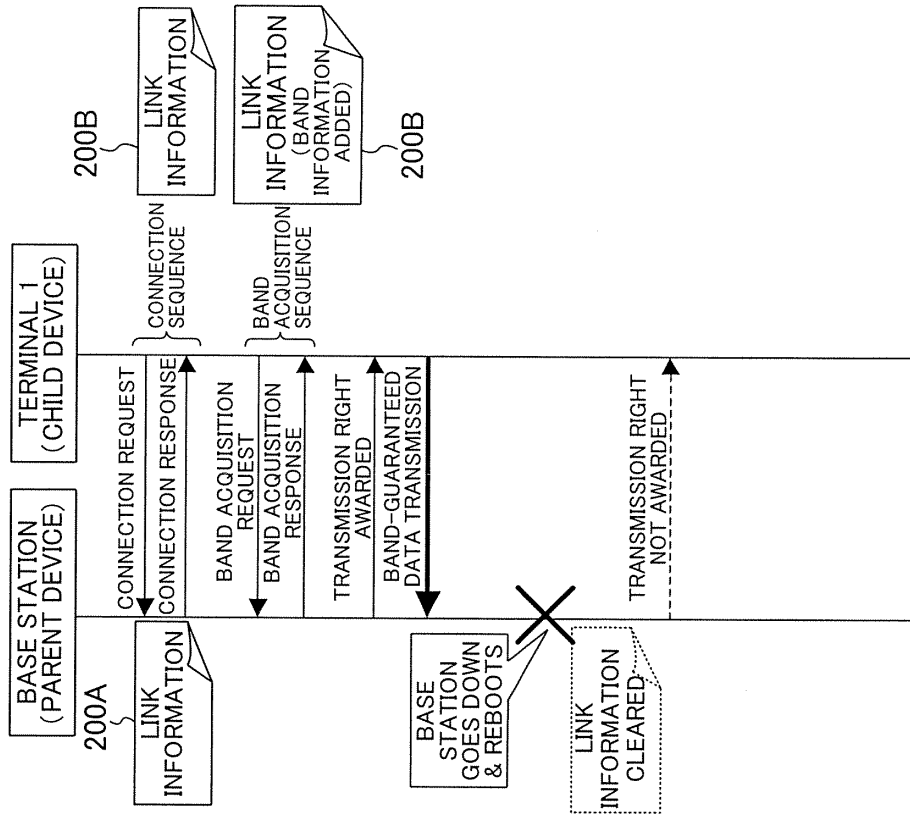 BASE STATION
(PARENT DEVICE)
TERMINAL 1
(CHILD DEVICE)
200A
LINK
INFORMATION
CONNECTION REQUEST
CONNECTION RESPONSE
CONNECTION
SEQUENCE
200B
LINK
INFORMATION
BAND ACQUISITION
REQUEST
BAND ACQUISITION
RESPONSE
BAND
ACQUISITION
SEQUENCE
LINK
INFORMATION
(BAND
INFORMATION
ADDED)
200B
TRANSMISSION RIGHT
AWARDED
BAND-GUARANTEED
DATA TRANSMISSION
BASE
STATION
GOES DOWN
& REBOOTS
LINK
INFORMATION
CLEARED
TRANSMISSION RIGHT
NOT AWARDED